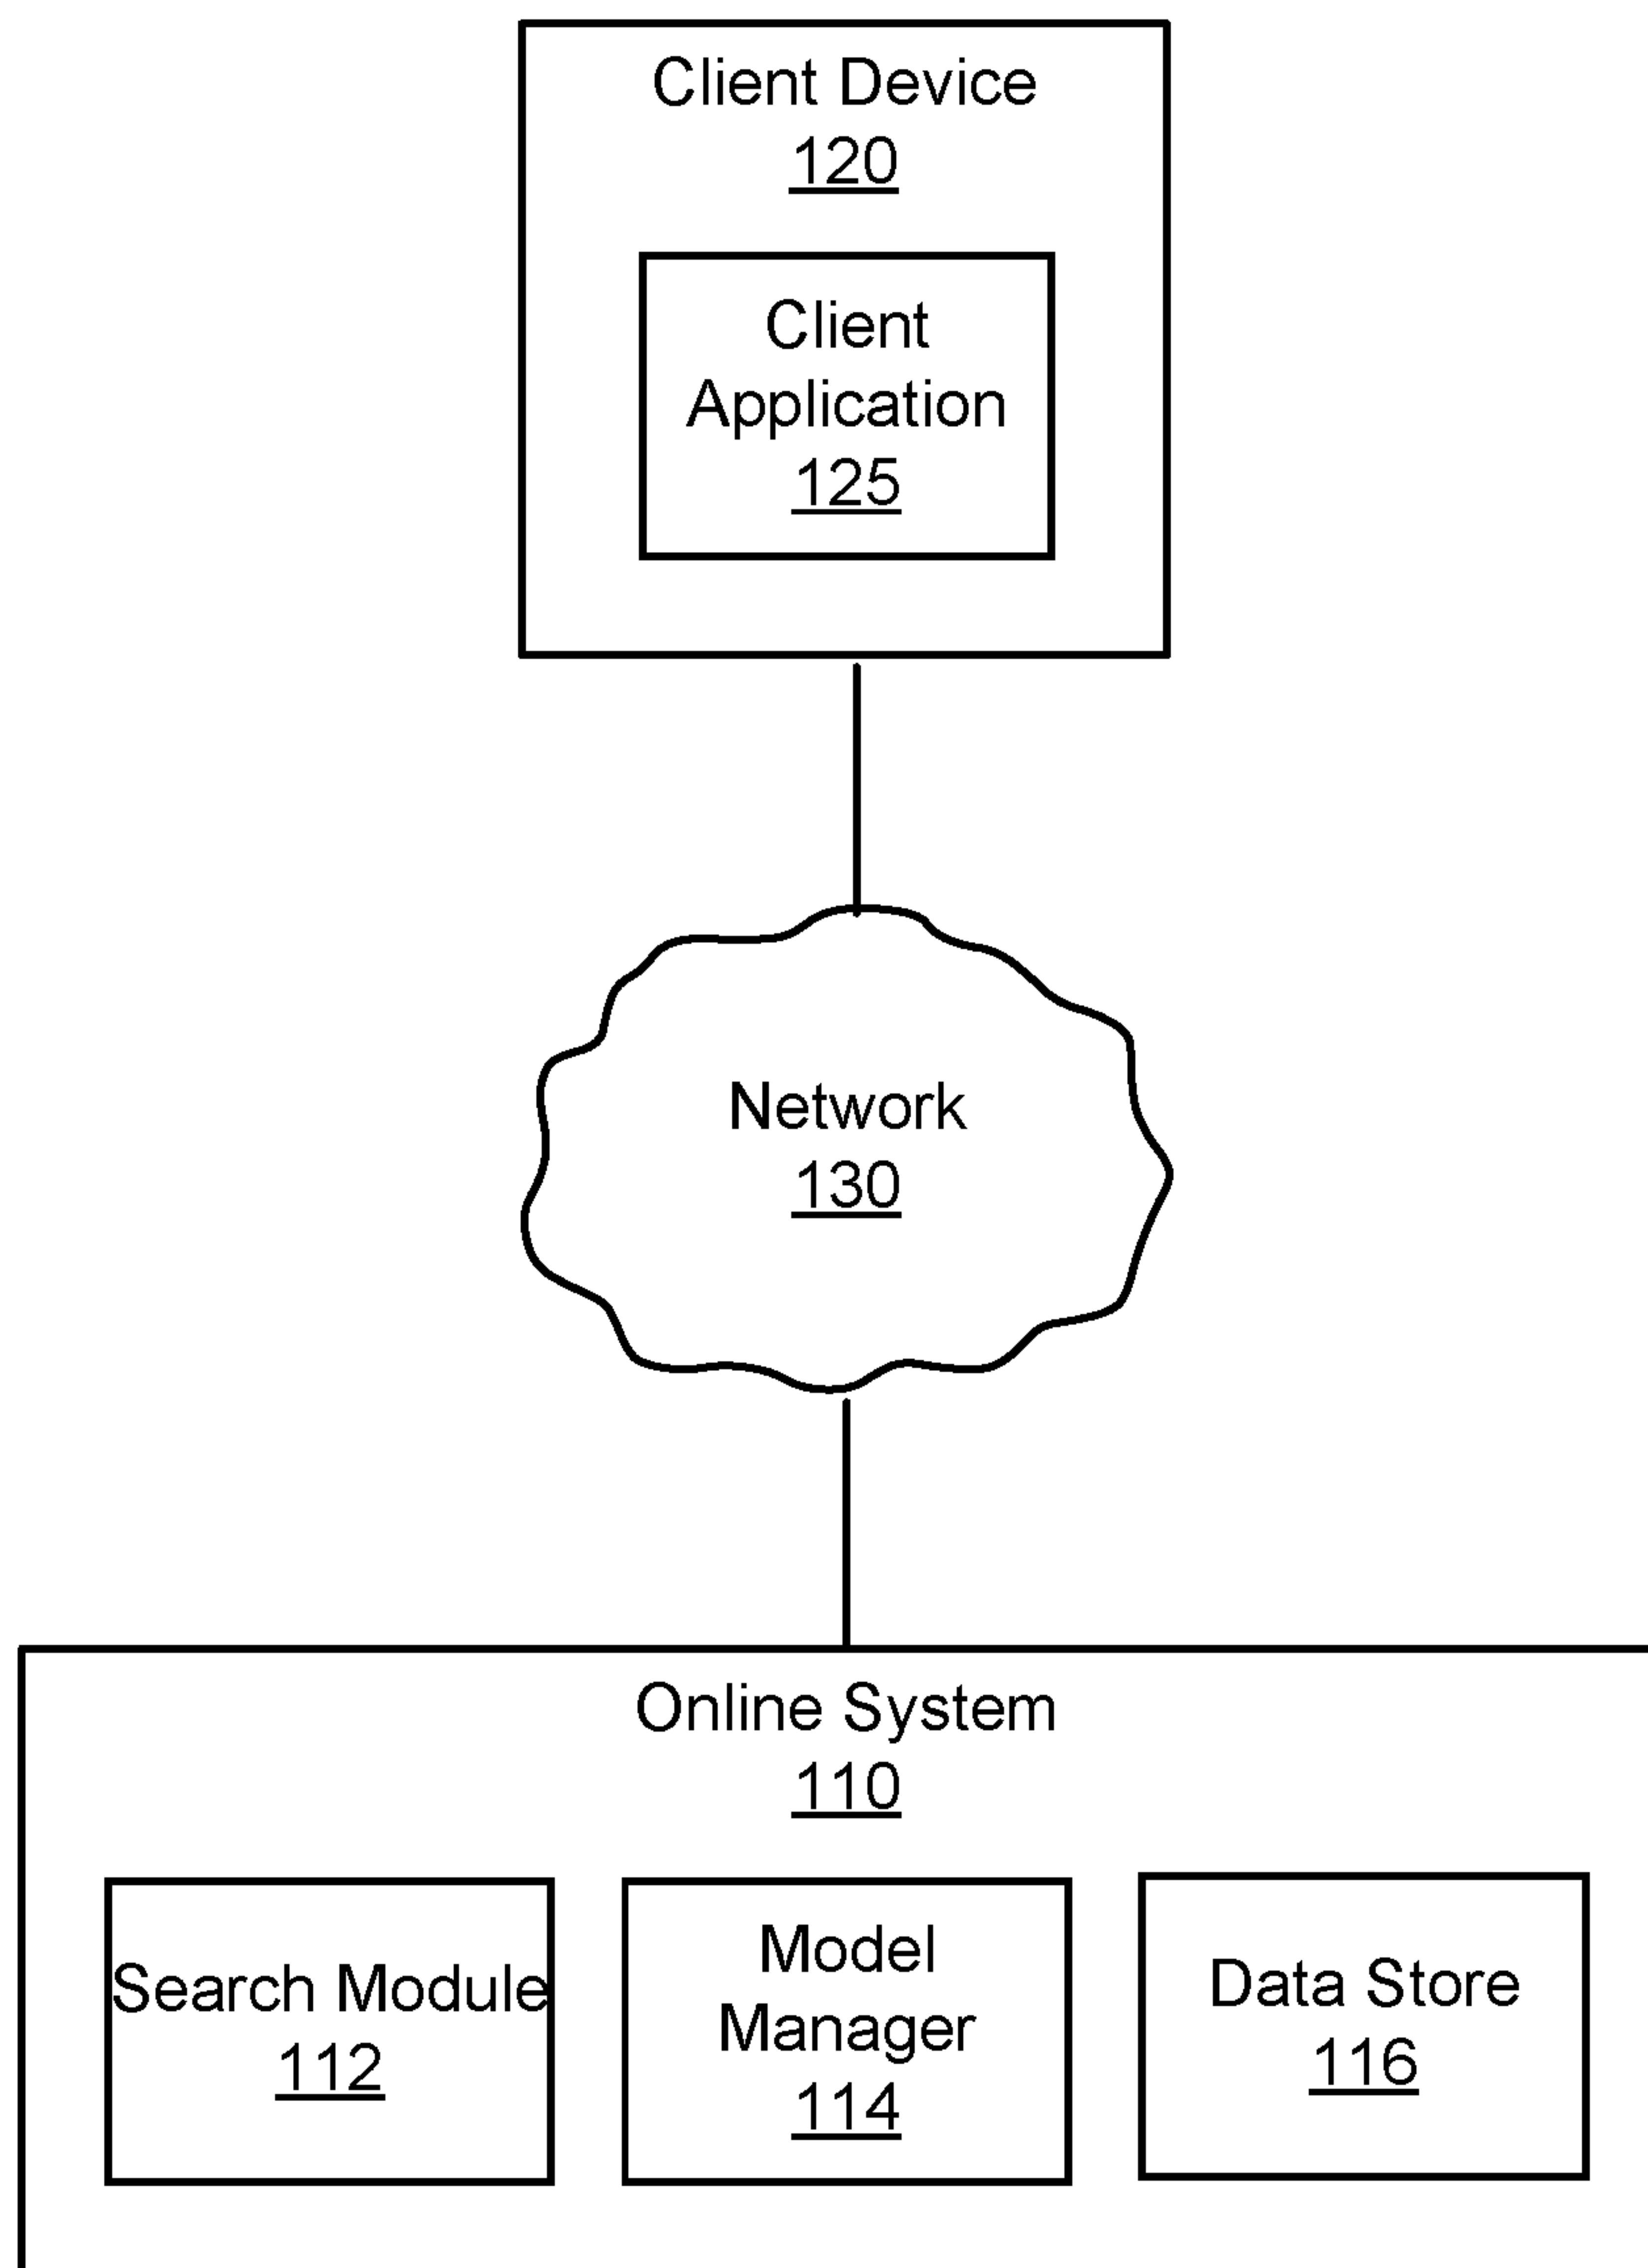 Client Device
120
Client
Application
125
Network
130
Online System
110
Search Module
112
Model
Manager
114
Data Store
116